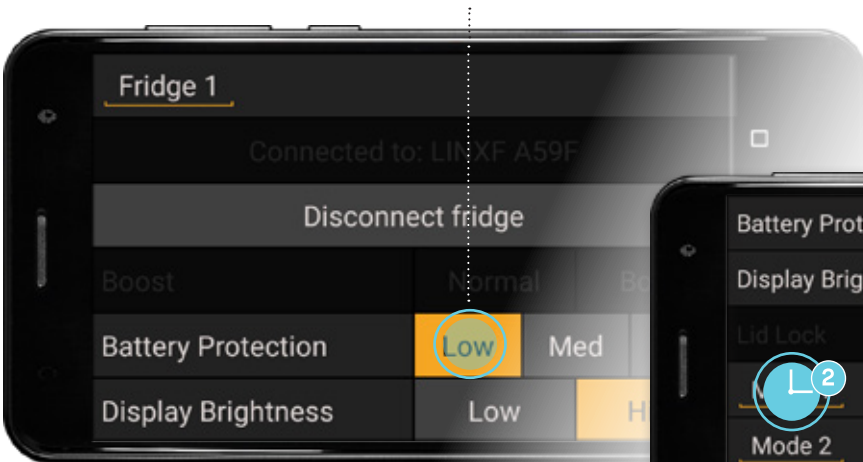 Fridge 1
Connected to: LINXF A59F
Disconnect fridge
Boost Normal Bo
Battery Protection Low Med
Display Brightness Low H
Battery Prot
Display Brig
Lid Lock
M 2
Mode 2